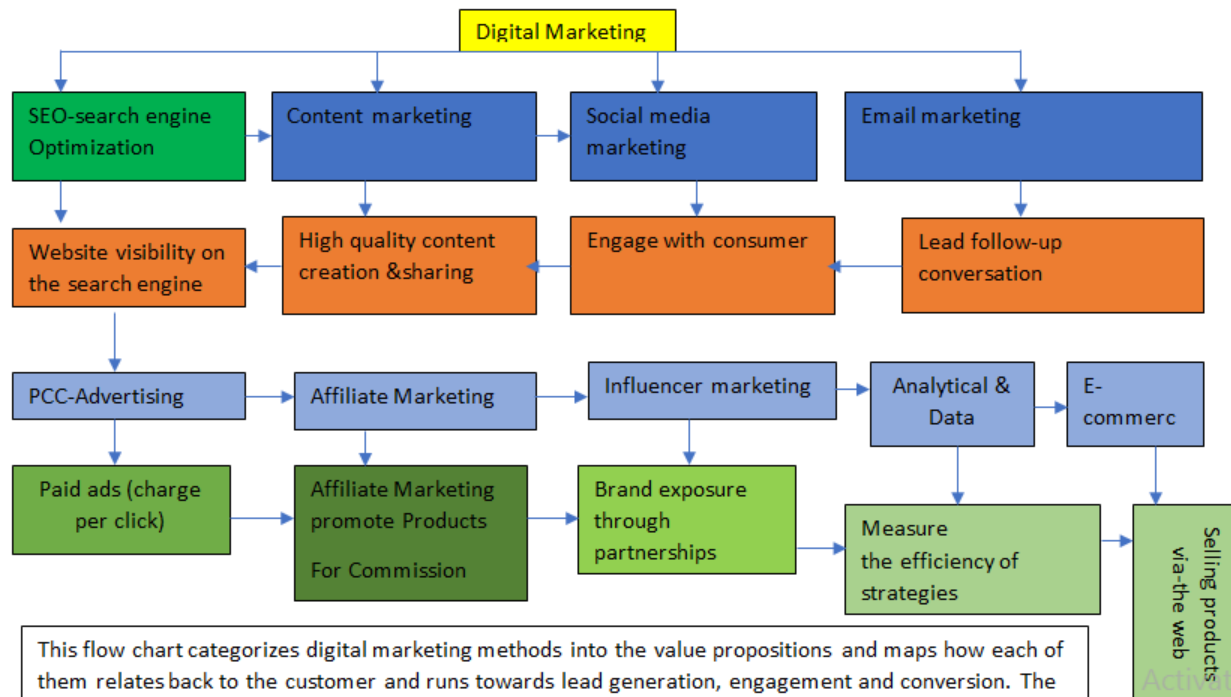 Digital Marketing
SEO-search engine
Optimization
Content marketing
Social media
marketing
Email marketing
Website visibility on
the search engine
High quality content
creation &sharing
Engage with consumer
Lead follow-up
conversation
PCC-Advertising
Affiliate Marketing
Influencer marketing
Analytical &
Data
E-
commerc
Paid ads (charge
per click)
Affiliate Marketing
promote Products
For Commission
Brand exposure
through
partnerships
Measure
the efficiency of
strategies
Selling products
via-the web
This flow chart categorizes digital marketing methods into the value propositions and maps how each of
them relates back to the customer and runs towards lead generation, engagement and conversion. The